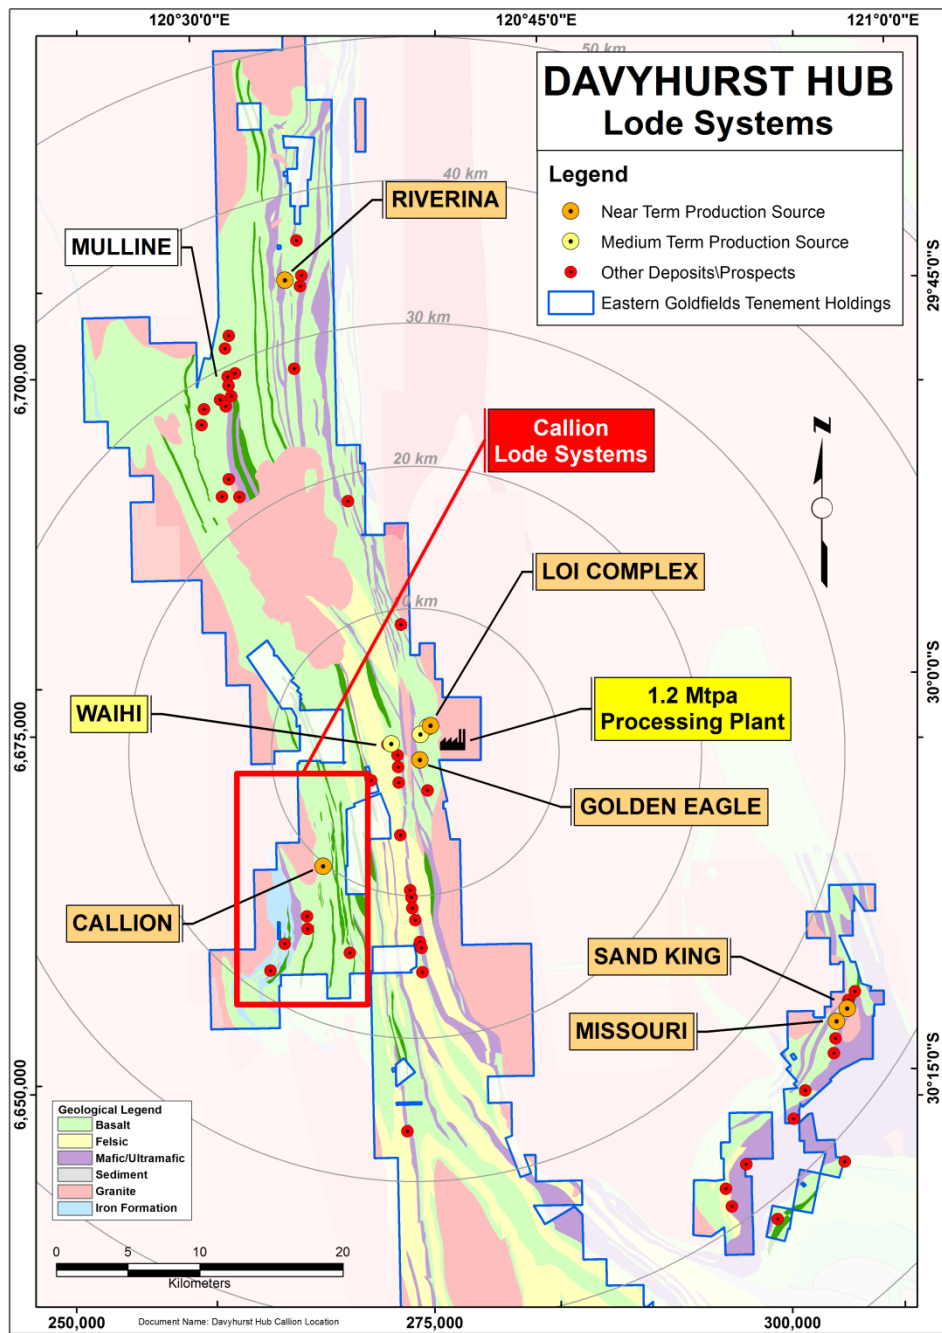 120°30'0"E
120°45'0"E
121°0'0"E
50 km
DAVYHURST HUB
Lode Systems
Legend
Near Term Production Source
Medium Term Production Source
Other Deposits\Prospects
Eastern Goldfields Tenement Holdings
40 km
RIVERINA
MULLINE
29°45'0"S
30 km
6,700,000
Callion
Lode Systems
20 km
N
LOI COMPLEX
10 km
30°0'0"S
WAIHI
1.2 Mtpa
Processing Plant
6,675,000
GOLDEN EAGLE
CALLION
SAND KING
MISSOURI
30°15'0"S
6,650,000
Geological Legend
Basalt
Felsic
Mafic/Ultramafic
Sediment
Granite
Iron Formation
0 5 10 20
Kilometers
250,000
Document Name: Davyhurst Hub Callion Location
275,000
300,000